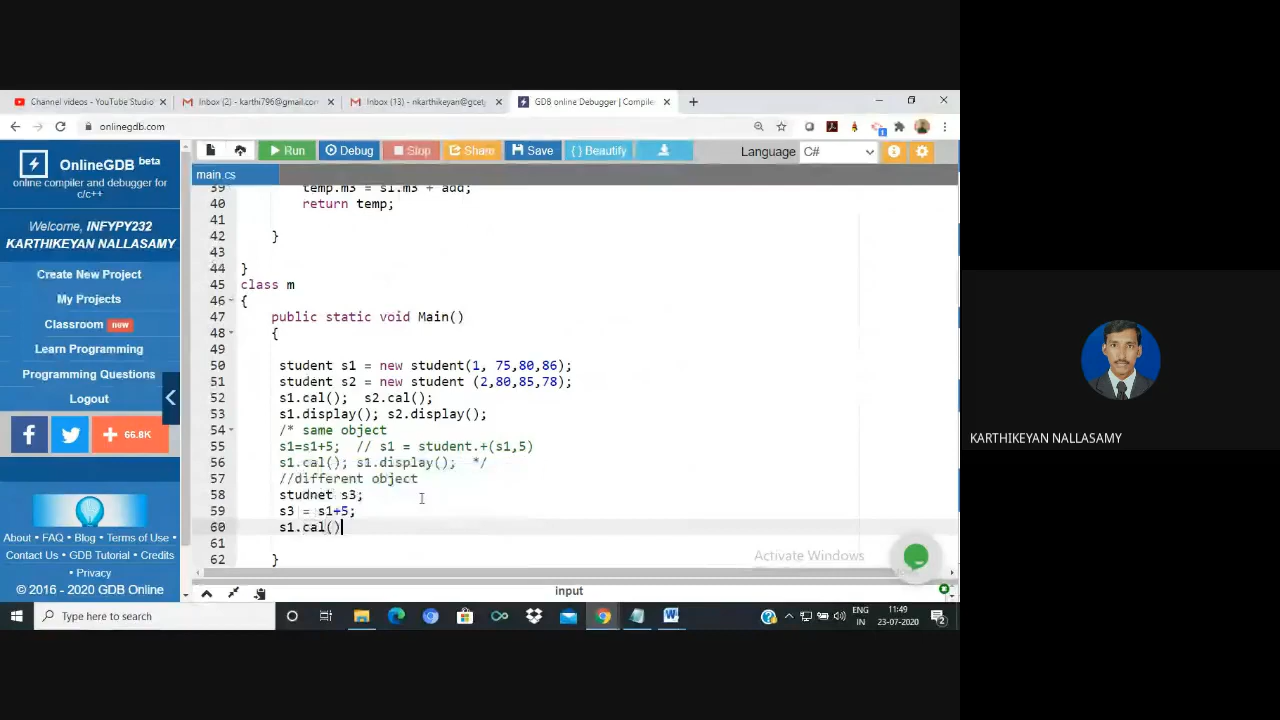 Channel videos - YouTube Studio
Inbox (2) - karthi796@gmail.com
Inbox (13) - nkarthikeyan@gcet
GDB online Debugger | Compiler
onlinegdb.com
OnlineGDB beta
online compiler and debugger for
c/c++
Welcome, INFYPY232
KARTHIKEYAN NALLASAMY
Create New Project
My Projects
Classroom new
Learn Programming
Programming Questions
Logout
66.8K
About • FAQ • Blog • Terms of Use •
Contact Us • GDB Tutorial • Credits
• Privacy
© 2016 - 2020 GDB Online
Run
Debug
Stop
Share
Save
{ } Beautify
Language C#
main.cs
39 temp.m3 = s1.m3 + add;
40 return temp;
41
42 }
43
44 }
45 class m
46 {
47 public static void Main()
48 {
49
50 student s1 = new student(1, 75,80,86);
51 student s2 = new student (2,80,85,78);
52 s1.cal(); s2.cal();
53 s1.display(); s2.display();
54 /* same object
55 s1=s1+5; // s1 = student.+(s1,5)
56 s1.cal(); s1.display(); */
57 //different object
58 studnet s3;
59 s3 = s1+5;
60 s1.cal()
61
62 }
Activate Windows
input
Type here to search
ENG
IN
11:49
23-07-2020
2
KARTHIKEYAN NALLASAMY